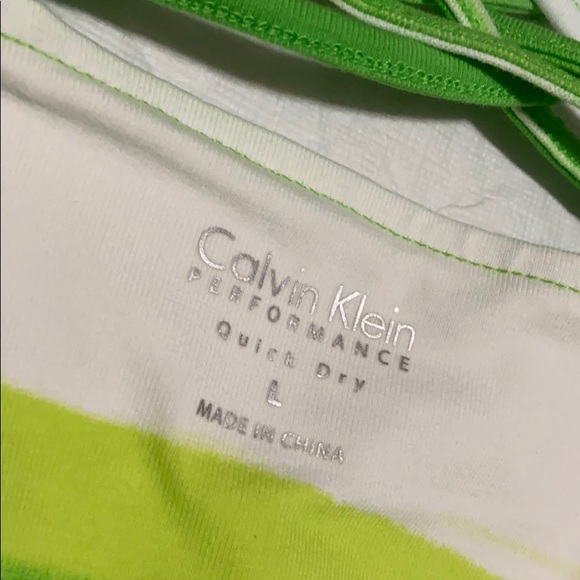 Calvin Klein
PERFORMANCE
Quick Dry
L
MADE IN CHINA